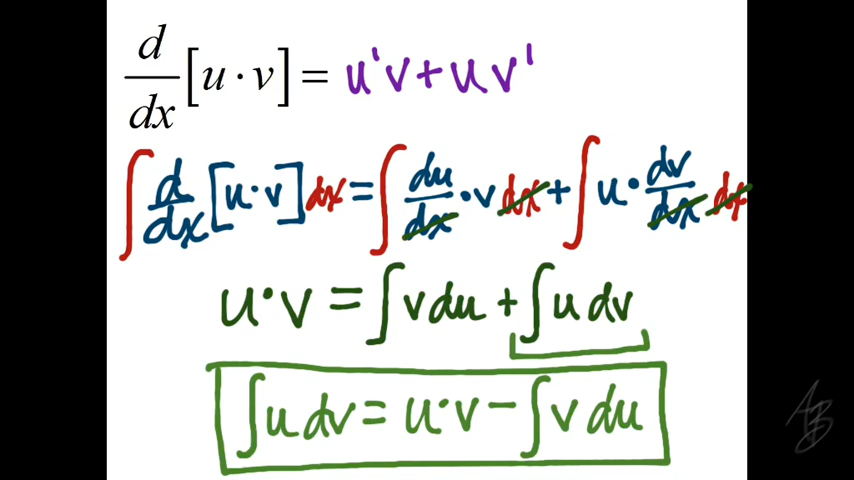 d/dx [u · v] = u'v + uv'
∫ d/dx [u · v] dx = ∫ du/dx · v dx + ∫ u · dv/dx dx
u · v = ∫ v du + ∫ u dv
∫ u dv = u · v − ∫ v du